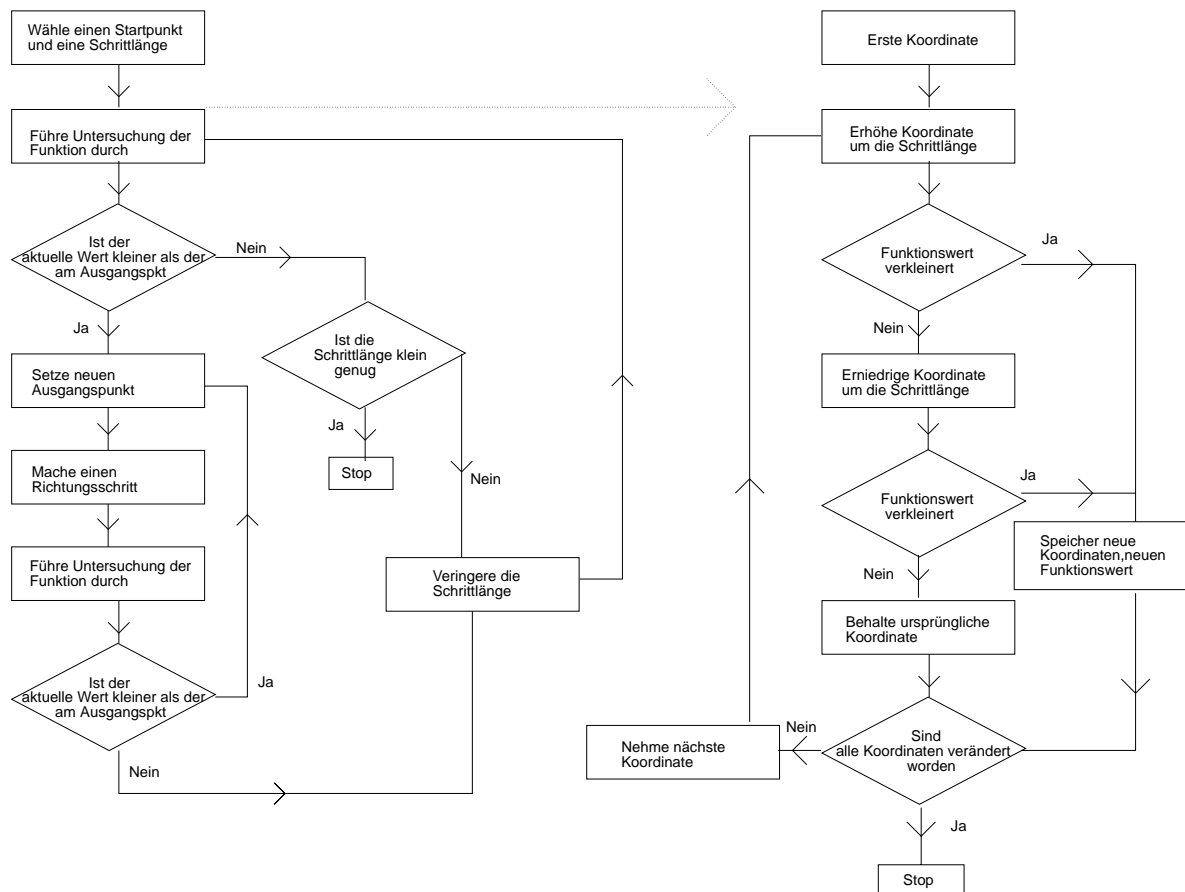 Wähle einen Startpunkt
und eine Schrittlänge
Führe Untersuchung der
Funktion durch
Ist der
aktuelle Wert kleiner als der
am Ausgangspkt
Nein
Ja
Ist die
Schrittlänge klein
genug
Setze neuen
Ausgangspunkt
Ja
Stop
Mache einen
Richtungsschritt
Nein
Führe Untersuchung der
Funktion durch
Veringere die
Schrittlänge
Ist der
aktuelle Wert kleiner als der
am Ausgangspkt
Ja
Nein
Erste Koordinate
Erhöhe Koordinate
um die Schrittlänge
Funktionswert
verkleinert
Ja
Nein
Erniedrige Koordinate
um die Schrittlänge
Funktionswert
verkleinert
Ja
Speicher neue
Koordinaten,neuen
Funktionswert
Nein
Behalte ursprüngliche
Koordinate
Sind
alle Koordinaten verändert
worden
Nein
Nehme nächste
Koordinate
Ja
Stop